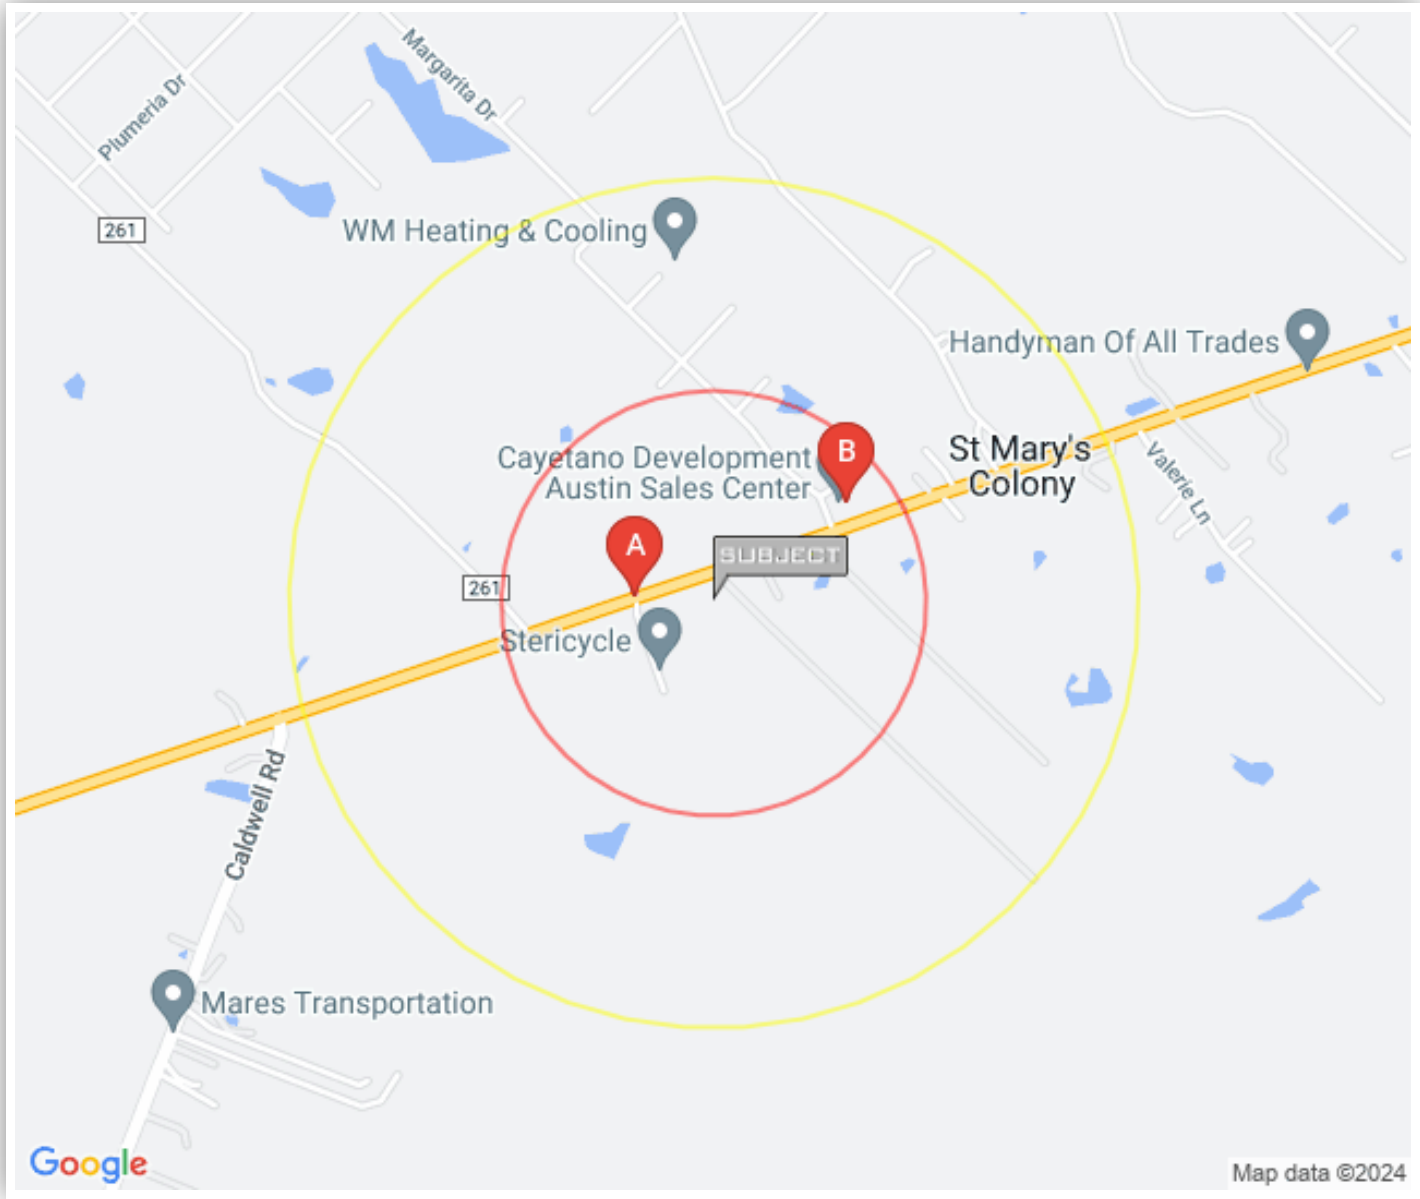 Margarita Dr
Plumeria Dr
261
WM Heating & Cooling
Handyman Of All Trades
Cayetano Development
Austin Sales Center
B
St Mary's
Colony
Valerie Ln
A
SUBJECT
261
Stericycle
Caldwell Rd
Mares Transportation
Google
Map data ©2024